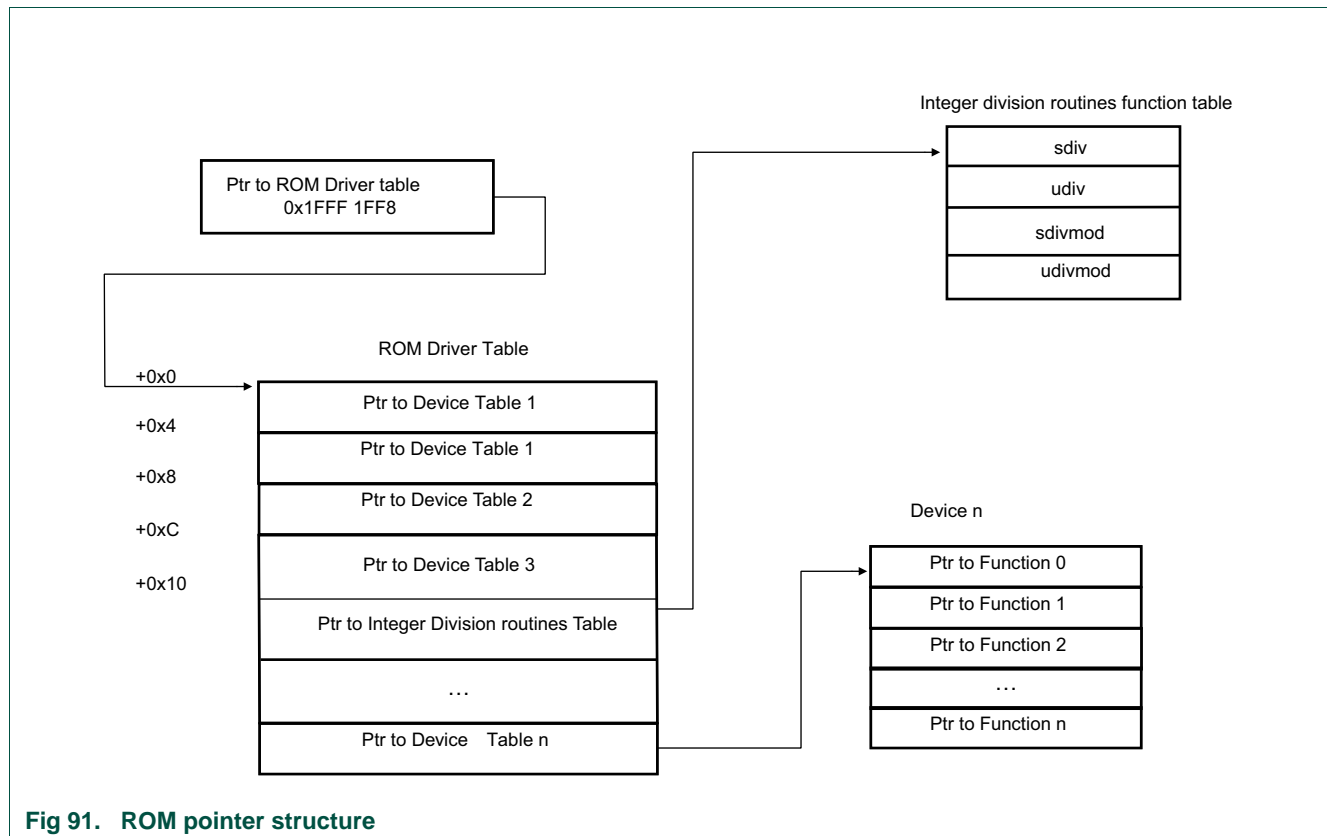 Integer division routines function table
sdiv
udiv
sdivmod
udivmod
Ptr to ROM Driver table
0x1FFF 1FF8
ROM Driver Table
+0x0
+0x4
+0x8
+0xC
+0x10
Ptr to Device Table 1
Ptr to Device Table 1
Ptr to Device Table 2
Ptr to Device Table 3
Ptr to Integer Division routines Table
…
Ptr to Device Table n
Device n
Ptr to Function 0
Ptr to Function 1
Ptr to Function 2
…
Ptr to Function n
Fig 91. ROM pointer structure